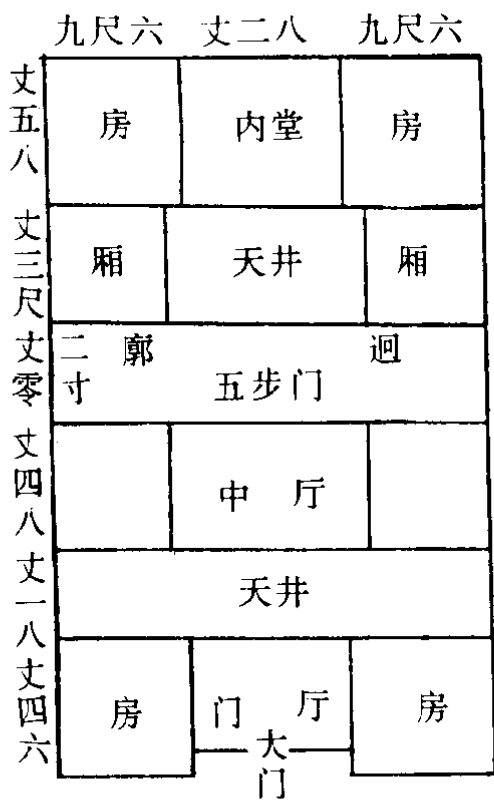 九尺六 丈二八 九尺六
丈五八
房 内堂 房
丈三尺
厢 天井 厢
丈零二寸
廓 迴
五步门
丈四八
中厅
丈一八
天井
丈四六
房 门厅 房
大门